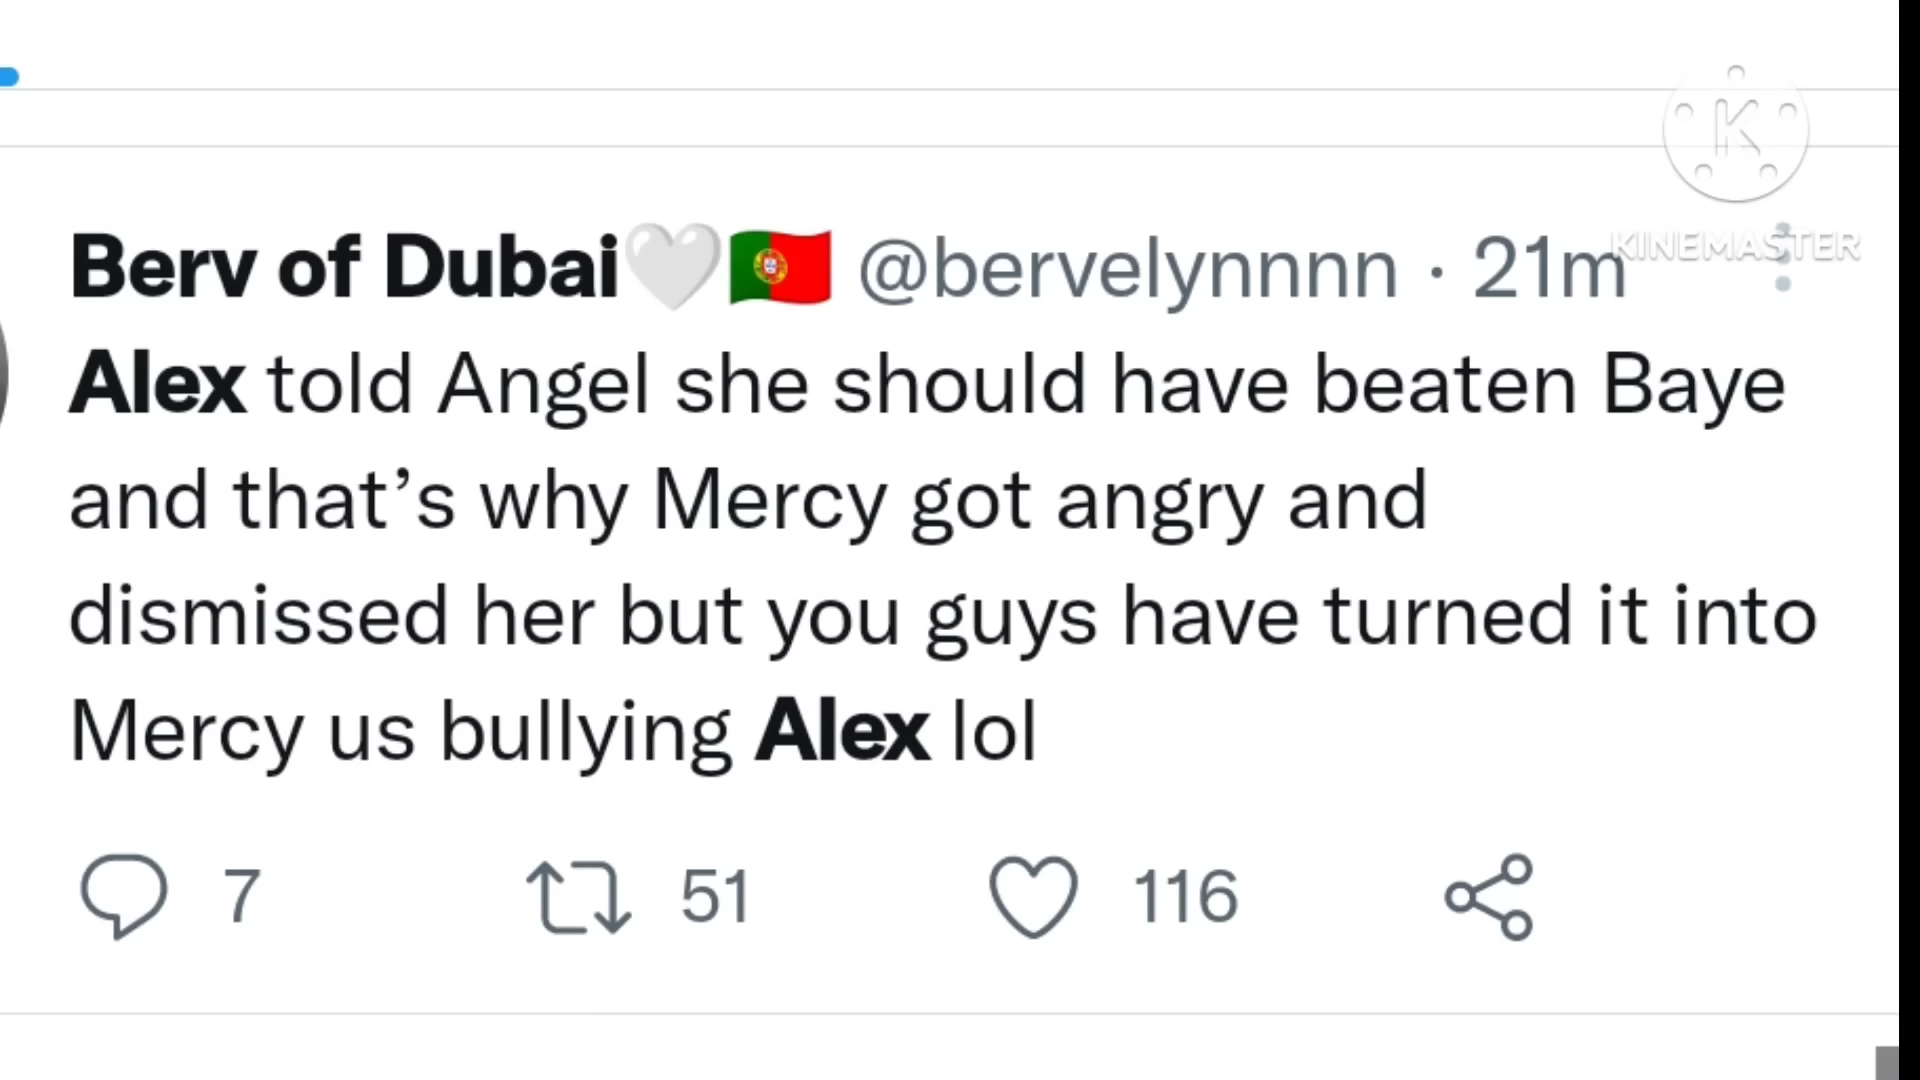 Berv of Dubai🤍🇵🇹 @bervelynnnn · 21m
KINEMASTER
Alex told Angel she should have beaten Baye
and that’s why Mercy got angry and
dismissed her but you guys have turned it into
Mercy us bullying Alex lol
7 51 116